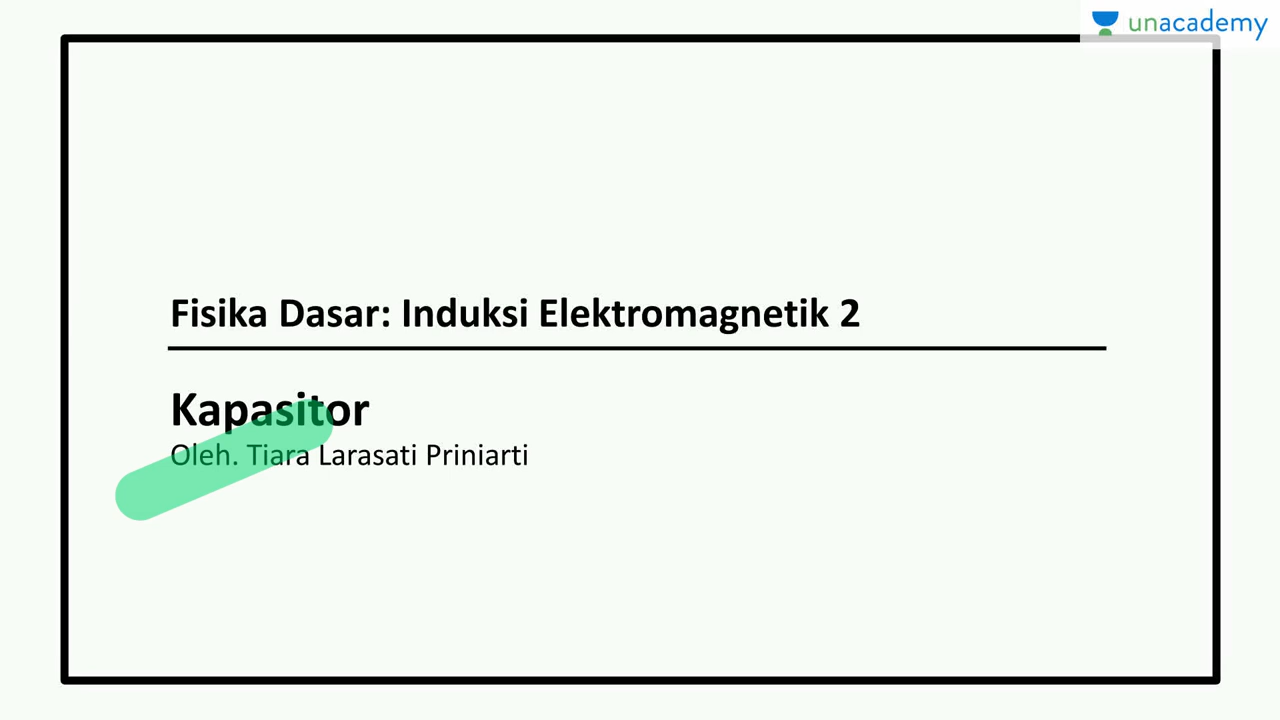 unacademy
Fisika Dasar: Induksi Elektromagnetik 2
Kapasitor
Oleh. Tiara Larasati Priniarti